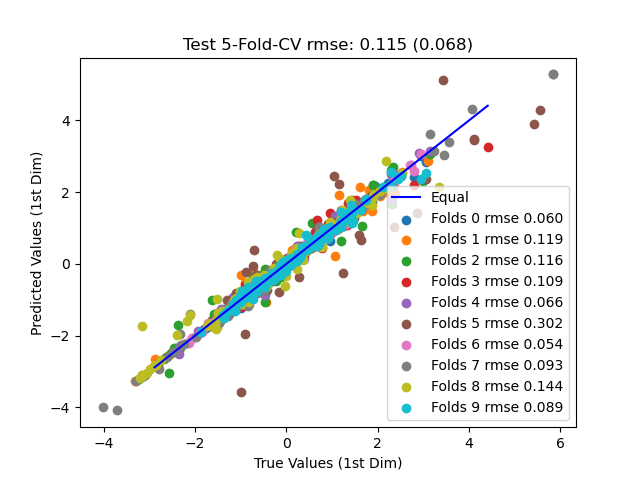 Test 5-Fold-CV rmse: 0.115 (0.068)
Predicted Values (1st Dim)
4
2
0
−2
−4
Equal
Folds 0 rmse 0.060
Folds 1 rmse 0.119
Folds 2 rmse 0.116
Folds 3 rmse 0.109
Folds 4 rmse 0.066
Folds 5 rmse 0.302
Folds 6 rmse 0.054
Folds 7 rmse 0.093
Folds 8 rmse 0.144
Folds 9 rmse 0.089
−4 −2 0 2 4 6
True Values (1st Dim)